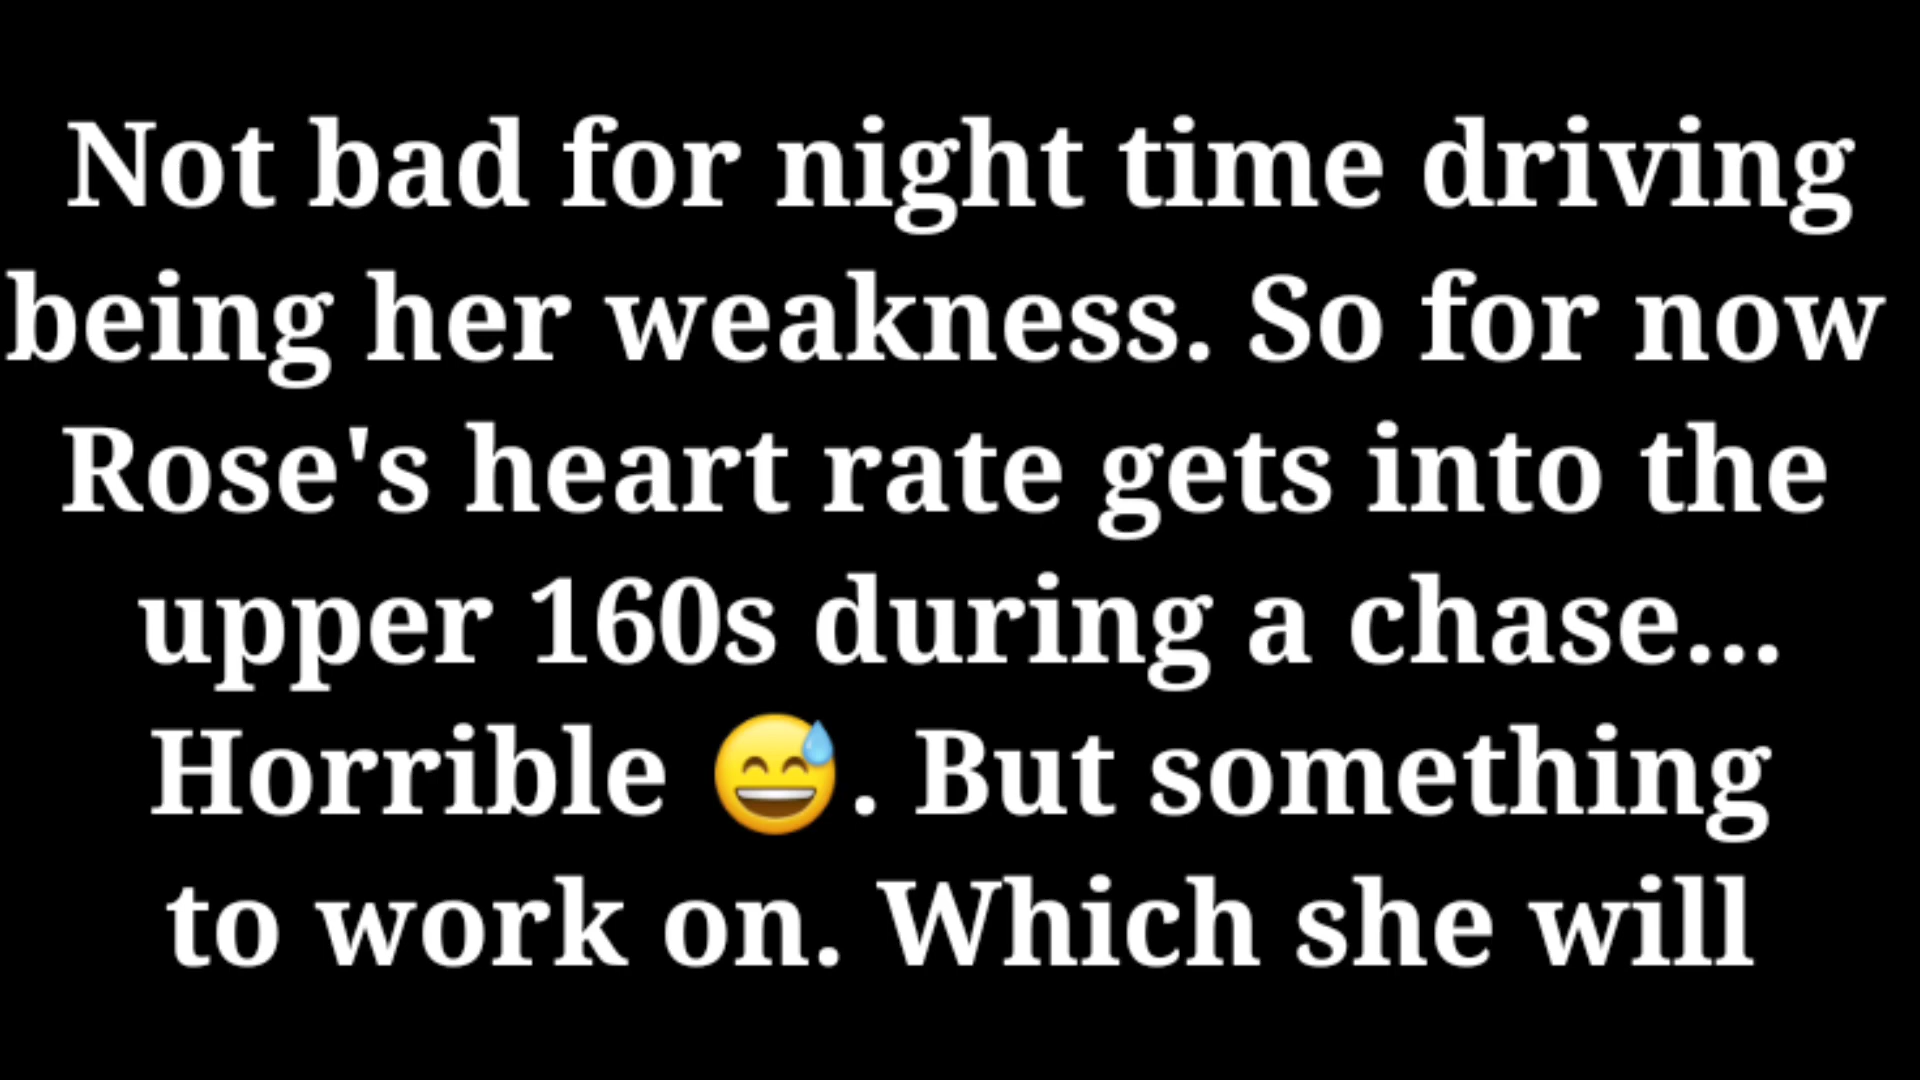 Not bad for night time driving
being her weakness. So for now
Rose's heart rate gets into the
upper 160s during a chase...
Horrible 😅. But something
to work on. Which she will